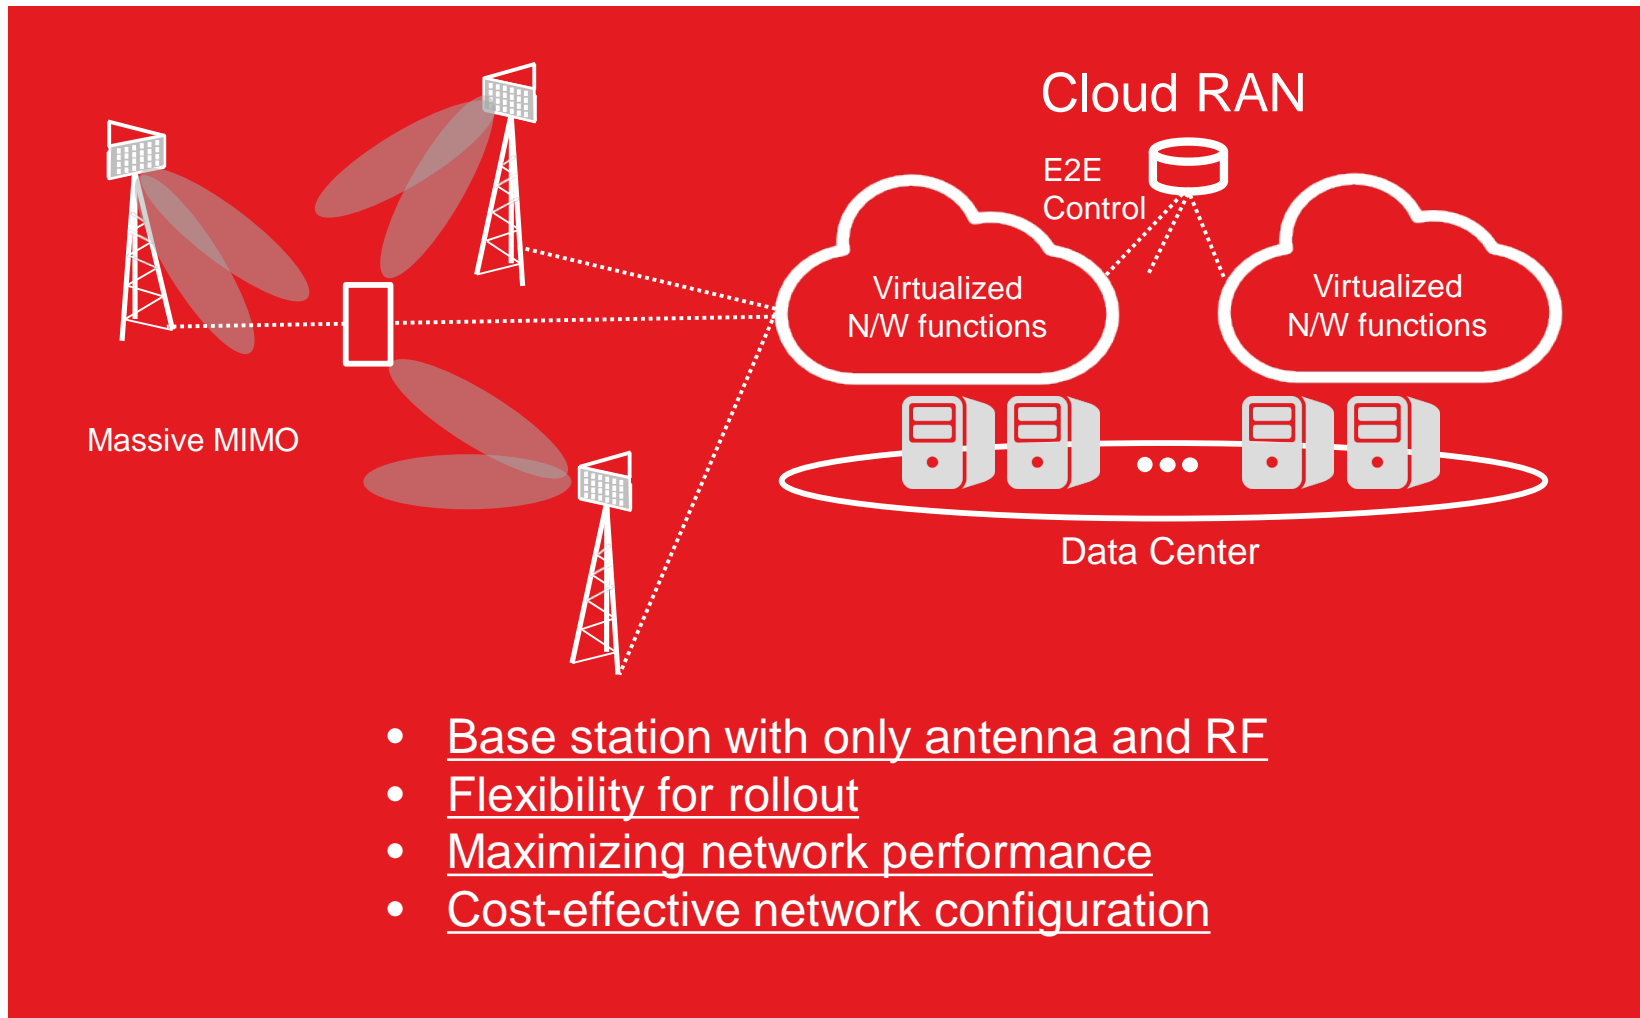 Cloud RAN
E2E
Control
Virtualized
N/W functions
Virtualized
N/W functions
Massive MIMO
Data Center
• Base station with only antenna and RF
• Flexibility for rollout
• Maximizing network performance
• Cost-effective network configuration